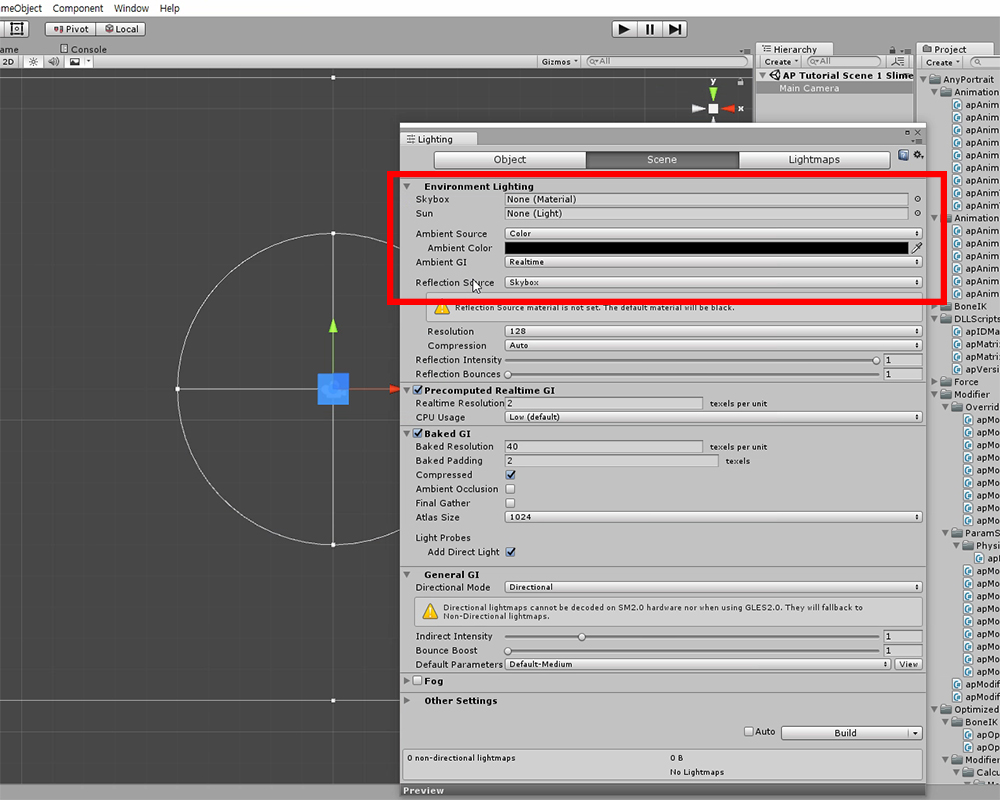 meObject Component Window Help
Pivot Local
ame Console
2D Gizmos All
Hierarchy
Create All
AP Tutorial Scene 1 Slime
Main Camera
Project
Create
AnyPortrait
Animation
apAnim
apAnim
apAnim
apAnim
apAnim
apAnim
apAnim
apAnim
apAnim
Animation
apAnim
apAnim
apAnim
apAnim
apAnim
apAnim
BoneIK
DLLScripts
apIDMa
apMatri
apMatri
apVersi
Force
Modifier
Overrid
apMo
apMo
apMo
apMo
apMo
apMo
apMo
apMo
apMo
ParamS
Physi
apMo
apMo
apMo
apMo
apMo
apMo
apMo
apMo
apMo
apModif
apModif
Optimized
BoneIK
apOp
apOp
Modifier
Calcu
Lighting
Object Scene Lightmaps
Environment Lighting
Skybox None (Material)
Sun None (Light)
Ambient Source Color
Ambient Color
Ambient GI Realtime
Reflection Source Skybox
Reflection Source material is not set. The default material will be black.
Resolution 128
Compression Auto
Reflection Intensity 1
Reflection Bounces 1
Precomputed Realtime GI
Realtime Resolution 2 texels per unit
CPU Usage Low (default)
Baked GI
Baked Resolution 40 texels per unit
Baked Padding 2 texels
Compressed
Ambient Occlusion
Final Gather
Atlas Size 1024
Light Probes
Add Direct Light
General GI
Directional Mode Directional
Directional lightmaps cannot be decoded on SM2.0 hardware nor when using GLES2.0. They will fallback to
Non-Directional lightmaps.
Indirect Intensity 1
Bounce Boost 1
Default Parameters Default-Medium View
Fog
Other Settings
Auto Build
0 non-directional lightmaps 0 B
No Lightmaps
Preview
y
x